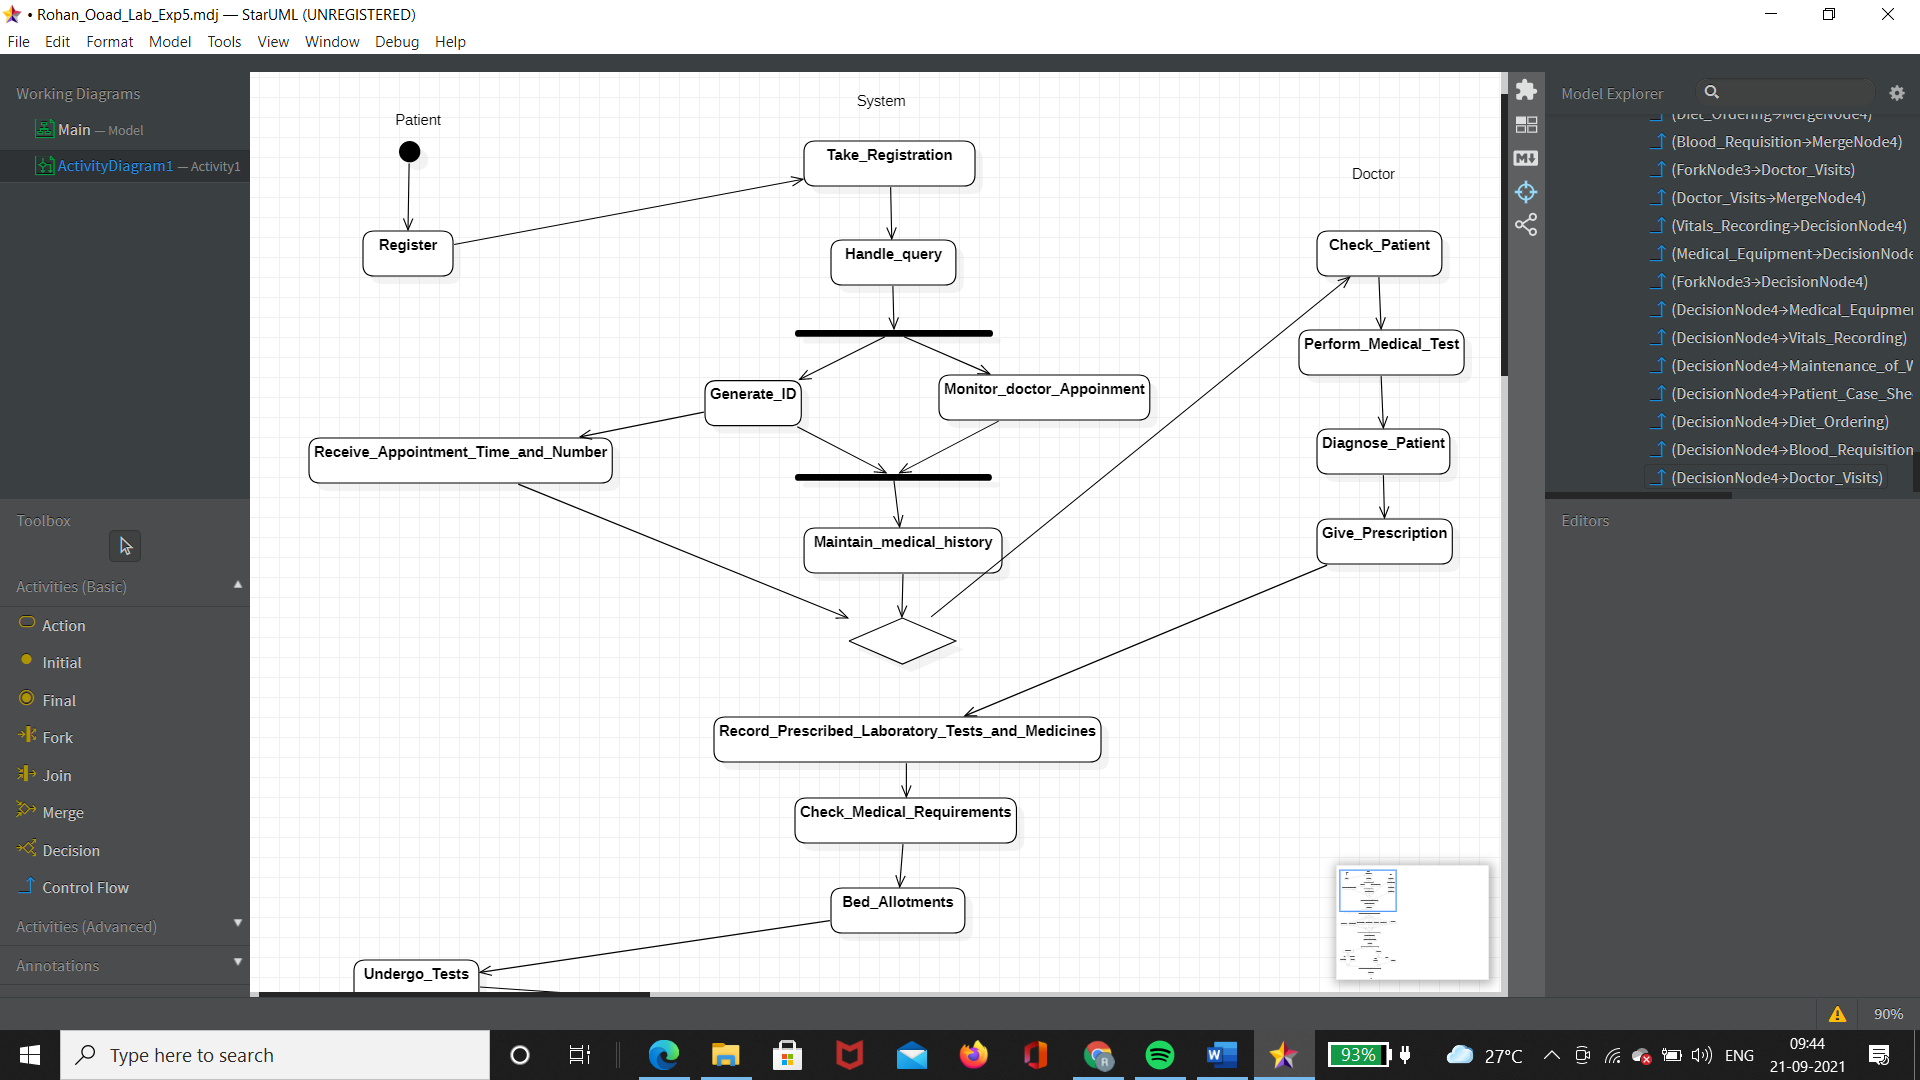 • Rohan_Ooad_Lab_Exp5.mdj — StarUML (UNREGISTERED)
File Edit Format Model Tools View Window Debug Help
Working Diagrams
Main — Model
ActivityDiagram1 — Activity1
Toolbox
Activities (Basic)
Action
Initial
Final
Fork
Join
Merge
Decision
Control Flow
Activities (Advanced)
Annotations
Patient
System
Doctor
Take_Registration
Register
Handle_query
Check_Patient
Perform_Medical_Test
Generate_ID
Monitor_doctor_Appoinment
Receive_Appointment_Time_and_Number
Diagnose_Patient
Maintain_medical_history
Give_Prescription
Record_Prescribed_Laboratory_Tests_and_Medicines
Check_Medical_Requirements
Bed_Allotments
Undergo_Tests
Model Explorer
(Diet_Ordering→MergeNode4)
(Blood_Requisition→MergeNode4)
(ForkNode3→Doctor_Visits)
(Doctor_Visits→MergeNode4)
(Vitals_Recording→DecisionNode4)
(Medical_Equipment→DecisionNode
(ForkNode3→DecisionNode4)
(DecisionNode4→Medical_Equipmer
(DecisionNode4→Vitals_Recording)
(DecisionNode4→Maintenance_of_W
(DecisionNode4→Patient_Case_She
(DecisionNode4→Diet_Ordering)
(DecisionNode4→Blood_Requisition
(DecisionNode4→Doctor_Visits)
Editors
M
90%
Type here to search
93%
27°C
ENG
09:44
21-09-2021